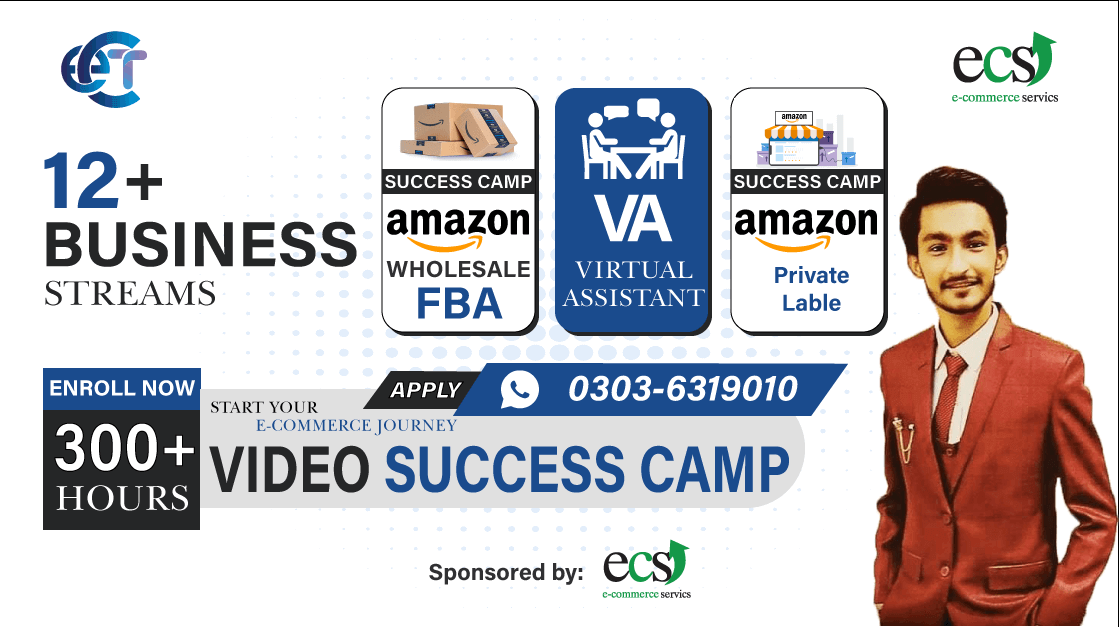 eCT
ecs
e-commerce servics
12+
BUSINESS
STREAMS
SUCCESS CAMP
amazon
WHOLESALE
FBA
VA
VIRTUAL
ASSISTANT
amazon
SUCCESS CAMP
amazon
Private
Lable
ENROLL NOW
300+
HOURS
APPLY
0303-6319010
START YOUR
E-COMMERCE JOURNEY
VIDEO SUCCESS CAMP
Sponsored by:
ecs
e-commerce servics